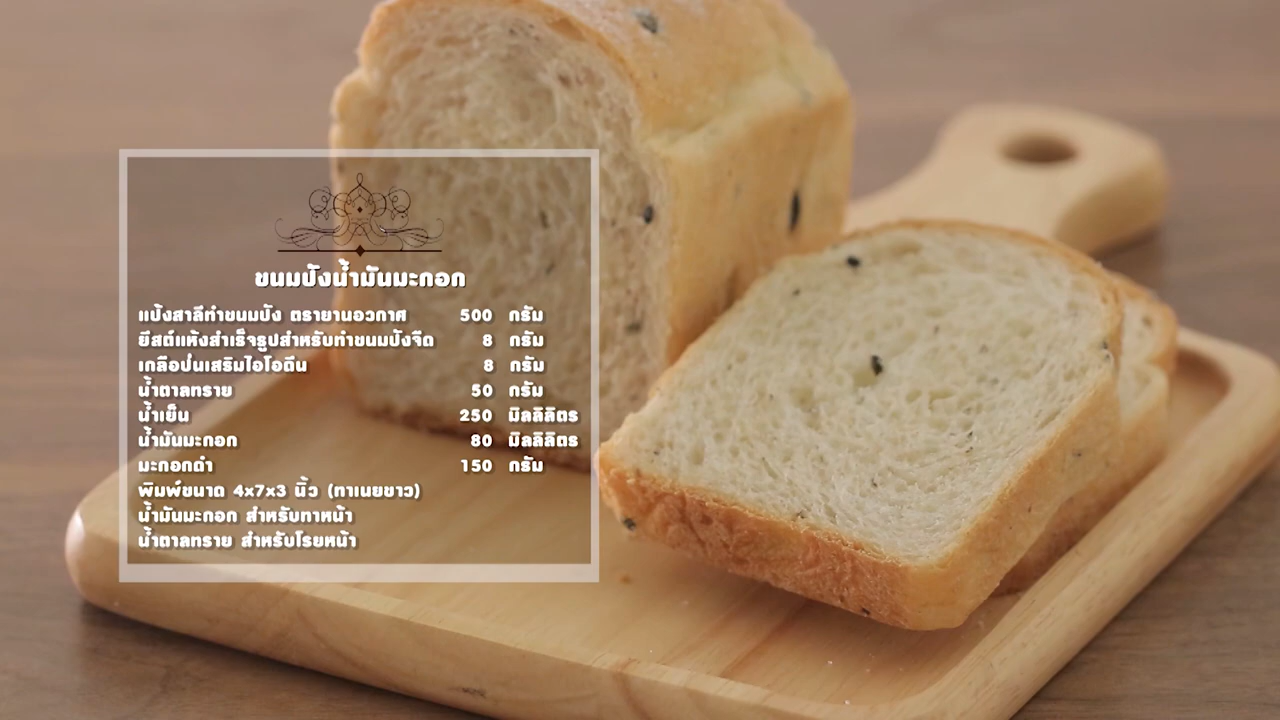 ขนมปังน้ำมันมะกอก
แป้งสาลีทำขนมปัง ตรายานอวกาศ 500 กรัม
ยีสต์แห้งสำเร็จรูปสำหรับทำขนมปังจืด 8 กรัม
เกลือป่นเสริมไอโอดีน 8 กรัม
น้ำตาลทราย 50 กรัม
น้ำเย็น 250 มิลลิลิตร
น้ำมันมะกอก 80 มิลลิลิตร
มะกอกดำ 150 กรัม
พิมพ์ขนาด 4x7x3 นิ้ว (ทาเนยขาว)
น้ำมันมะกอก สำหรับทาหน้า
น้ำตาลทราย สำหรับโรยหน้า